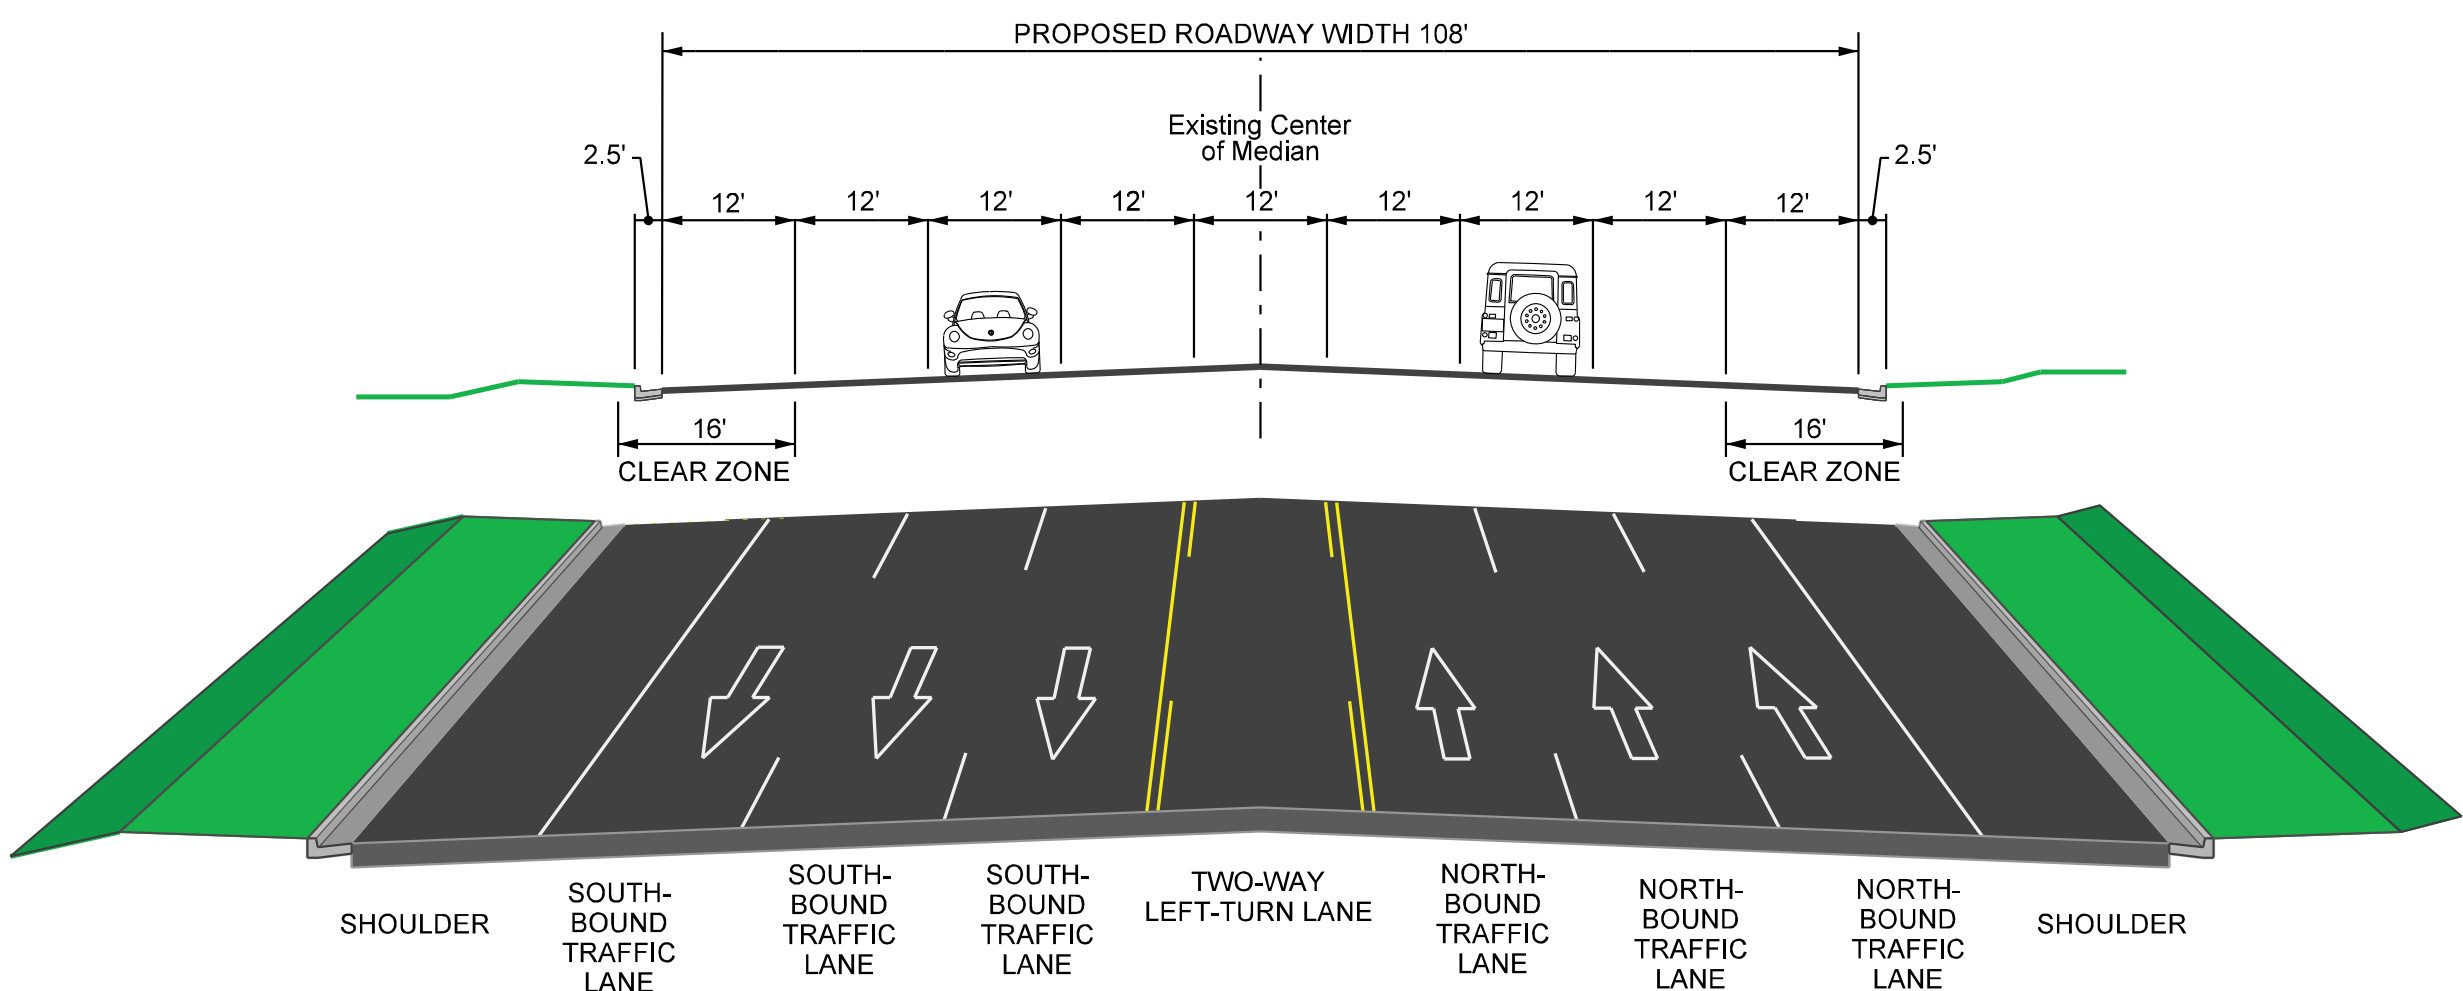 PROPOSED ROADWAY WIDTH 108'
Existing Center
of Median
2.5'
2.5'
12'
12'
12'
12'
12'
12'
12'
12'
12'
16'
CLEAR ZONE
16'
CLEAR ZONE
SHOULDER
SOUTH-
BOUND
TRAFFIC
LANE
SOUTH-
BOUND
TRAFFIC
LANE
SOUTH-
BOUND
TRAFFIC
LANE
TWO-WAY
LEFT-TURN LANE
NORTH-
BOUND
TRAFFIC
LANE
NORTH-
BOUND
TRAFFIC
LANE
NORTH-
BOUND
TRAFFIC
LANE
SHOULDER